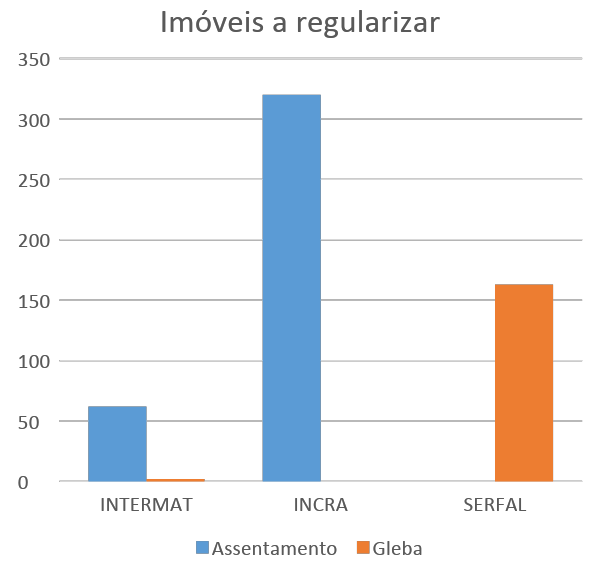 Imóveis a regularizar
350
300
250
200
150
100
50
0
INTERMAT INCRA SERFAL
Assentamento Gleba